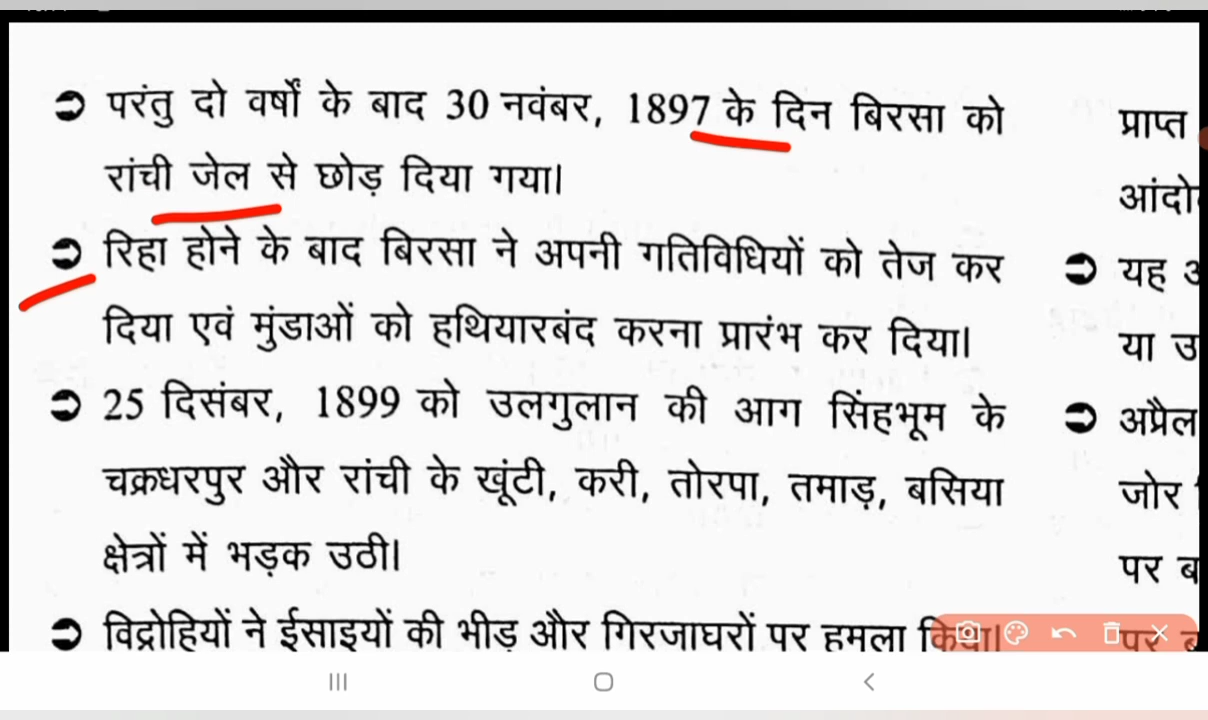 ➲ परंतु दो वर्षों के बाद 30 नवंबर, 1897 के दिन बिरसा को
रांची जेल से छोड़ दिया गया।
➲ रिहा होने के बाद बिरसा ने अपनी गतिविधियों को तेज कर
दिया एवं मुंडाओं को हथियारबंद करना प्रारंभ कर दिया।
➲ 25 दिसंबर, 1899 को उलगुलान की आग सिंहभूम के
चक्रधरपुर और रांची के खूंटी, करी, तोरपा, तमाड़, बसिया
क्षेत्रों में भड़क उठी।
➲ विद्रोहियों ने ईसाइयों की भीड़ और गिरजाघरों पर हमला किया।
प्राप्त
➲ यह
या
➲ अप्रैल
जोर
पर
पर